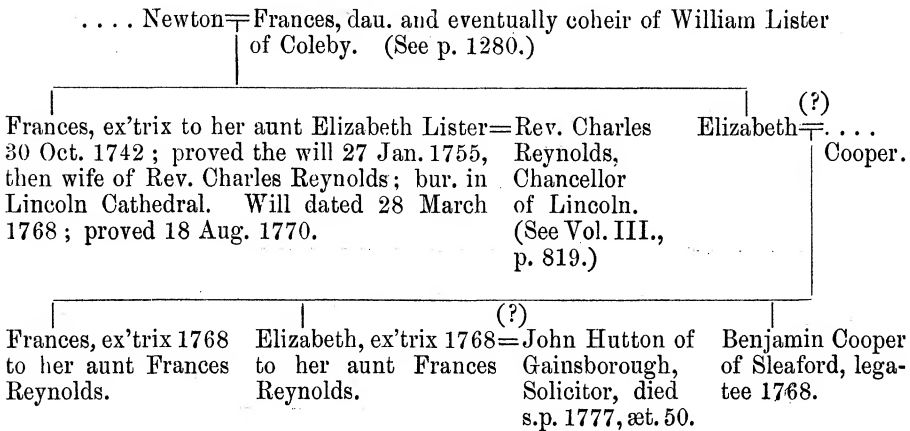 .... Newton=Frances, dau. and eventually coheir of William Lister
of Coleby. (See p. 1280.)
Frances, ex'trix to her aunt Elizabeth Lister=
30 Oct. 1742 ; proved the will 27 Jan. 1755,
then wife of Rev. Charles Reynolds; bur. in
Lincoln Cathedral. Will dated 28 March
1768 ; proved 18 Aug. 1770.
Rev. Charles
Reynolds,
Chancellor
of Lincoln.
(See Vol. III.,
p. 819.)
(?)
Elizabeth=....
Cooper.
Frances, ex'trix 1768
to her aunt Frances
Reynolds.
(?)
Elizabeth, ex'trix 1768=
to her aunt Frances
Reynolds.
John Hutton of
Gainsborough,
Solicitor, died
s.p. 1777, æt. 50.
Benjamin Cooper
of Sleaford, lega-
tee 1768.